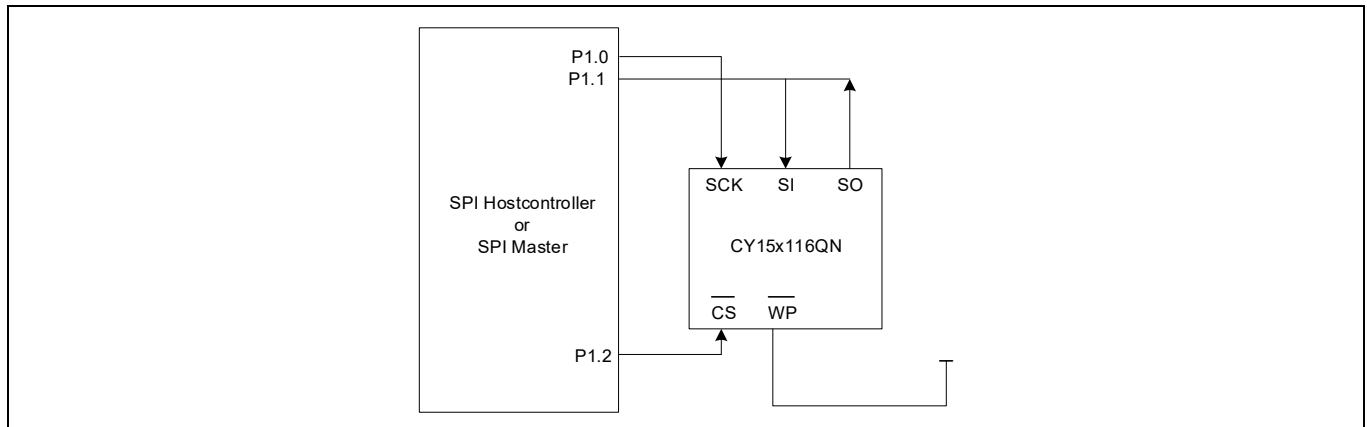 P1.0
P1.1
SCK SI SO
SPI Hostcontroller
or
SPI Master
CY15x116QN
CS WP
P1.2